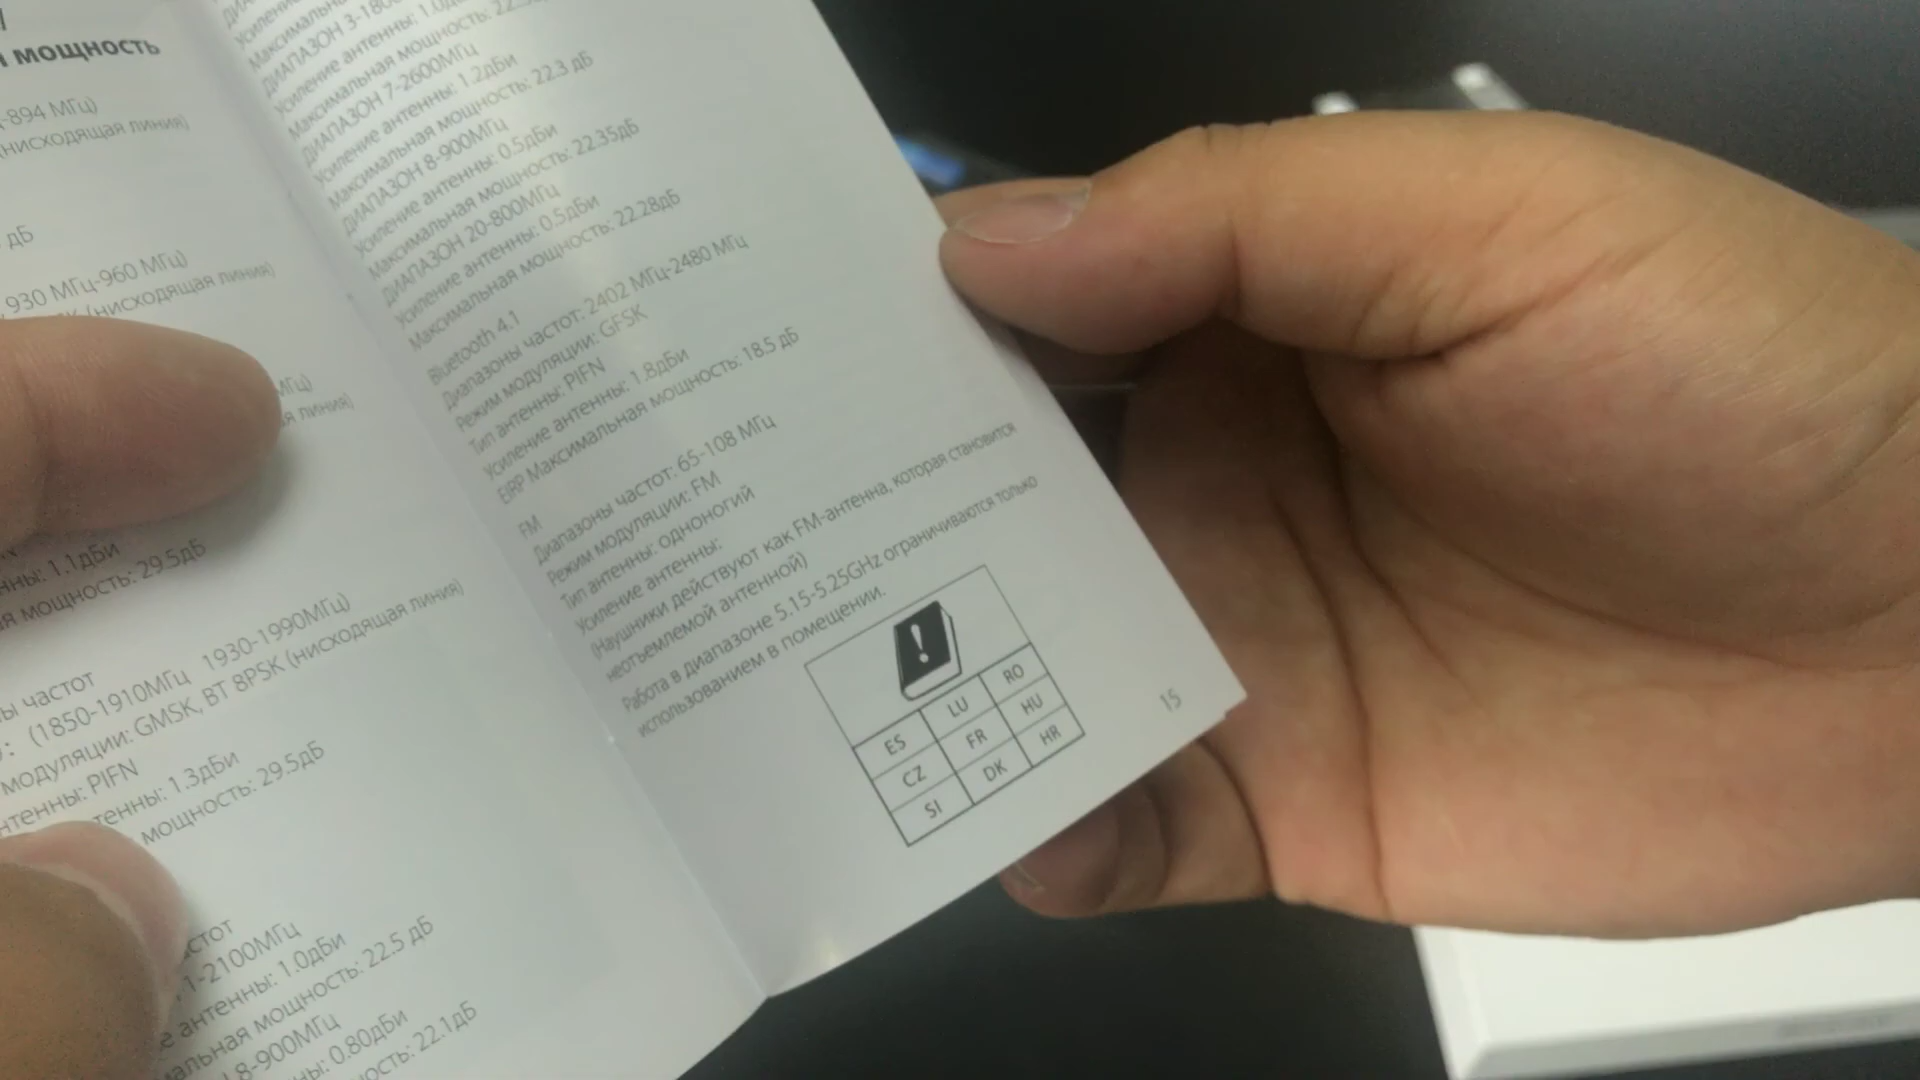 мощность
-894 МГц)
(нисходящая линия)
дБ
930 МГц-960 МГц)
(нисходящая линия)
МГц)
линия)
1.1дБи
мощность: 29.5дБ
частот
(1850-1910МГц 1930-1990МГц)
модуляции: GMSK, BT 8PSK (нисходящая линия)
PIFN
1.3дБи
мощность: 29.5дБ
1-2100МГц
антенны: 1.0дБи
мощность: 22.5 дБ
8-900МГц
0.80дБи
22.1дБ
ДИАПАЗОН 3-180
Усиление антенны: 1.0
Максимальная мощность: 22.
ДИАПАЗОН 7-2600МГц
Усиление антенны: 1.2дБи
Максимальная мощность: 22.3 дБ
ДИАПАЗОН 8-900МГц
Усиление антенны: 0.5дБи
Максимальная мощность: 22.35дБ
ДИАПАЗОН 20-800МГц
Усиление антенны: 0.5дБи
Максимальная мощность: 22.28дБ
Bluetooth 4.1
Диапазоны частот: 2402 МГц-2480 МГц
Режим модуляции: GFSK
Тип антенны: PIFN
Усиление антенны: 1.8дБи
EIRP Максимальная мощность: 18.5 дБ
FM
Диапазоны частот: 65-108 МГц
Режим модуляции: FM
Тип антенны: одноногий
Усиление антенны:
(Наушники действуют как FM-антенна, которая становится
неотъемлемой антенной)
Работа в диапазоне 5.15-5.25GHz ограничиваются только
использованием в помещении.
ES LU RO
CZ FR HU
SI DK HR
15